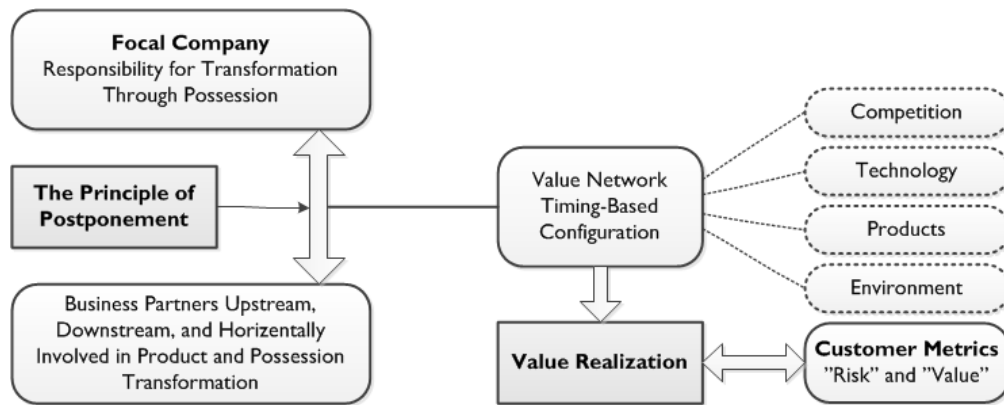 Focal Company
Responsibility for Transformation
Through Possession
The Principle of
Postponement
Business Partners Upstream,
Downstream, and Horizentally
Involved in Product and Possession
Transformation
Value Network
Timing-Based
Configuration
Competition
Technology
Products
Environment
Value Realization
Customer Metrics
”Risk” and ”Value”